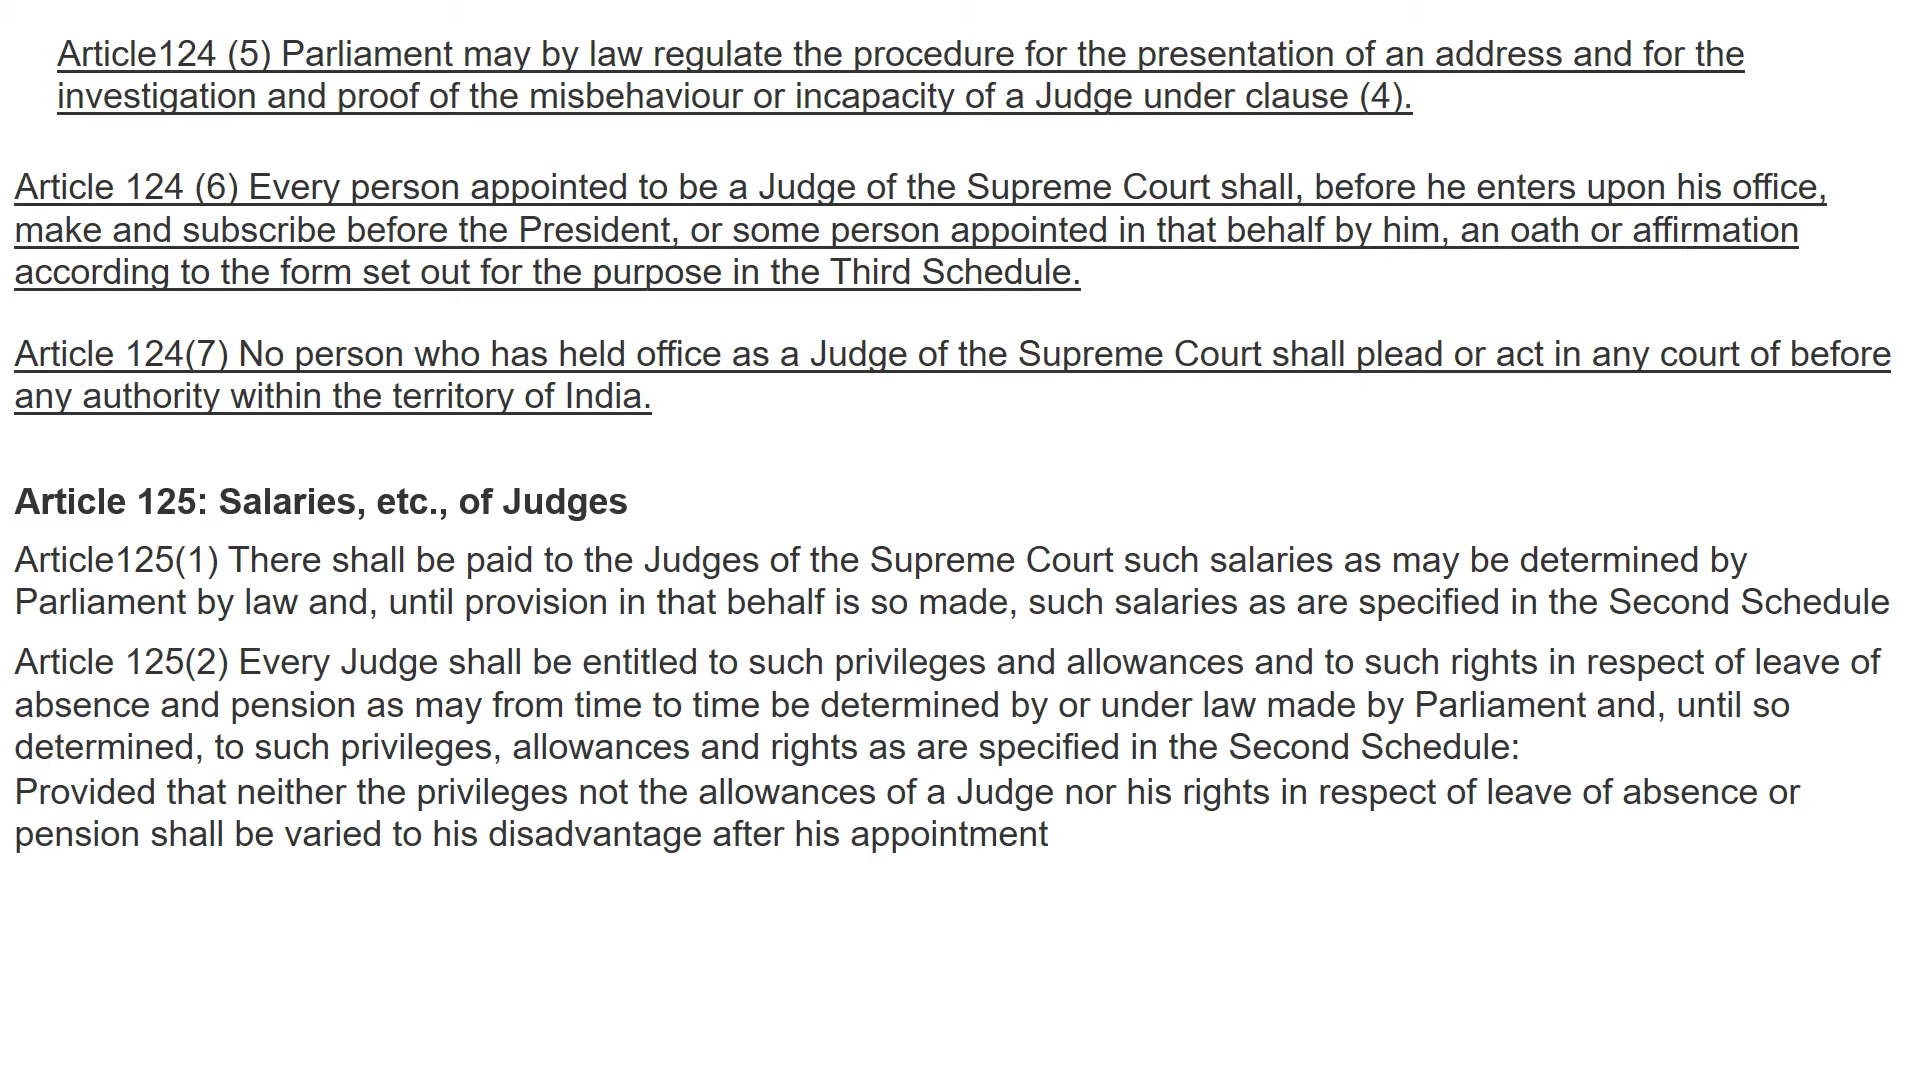 Article124 (5) Parliament may by law regulate the procedure for the presentation of an address and for the
investigation and proof of the misbehaviour or incapacity of a Judge under clause (4).
Article 124 (6) Every person appointed to be a Judge of the Supreme Court shall, before he enters upon his office,
make and subscribe before the President, or some person appointed in that behalf by him, an oath or affirmation
according to the form set out for the purpose in the Third Schedule.
Article 124(7) No person who has held office as a Judge of the Supreme Court shall plead or act in any court of before
any authority within the territory of India.
Article 125: Salaries, etc., of Judges
Article125(1) There shall be paid to the Judges of the Supreme Court such salaries as may be determined by
Parliament by law and, until provision in that behalf is so made, such salaries as are specified in the Second Schedule
Article 125(2) Every Judge shall be entitled to such privileges and allowances and to such rights in respect of leave of
absence and pension as may from time to time be determined by or under law made by Parliament and, until so
determined, to such privileges, allowances and rights as are specified in the Second Schedule:
Provided that neither the privileges not the allowances of a Judge nor his rights in respect of leave of absence or
pension shall be varied to his disadvantage after his appointment